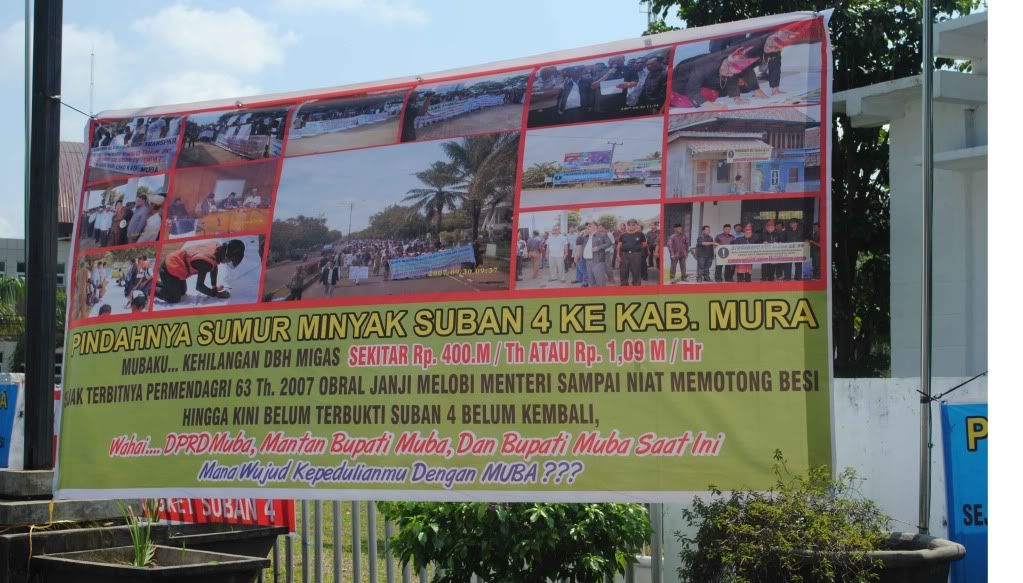 PINDAHNYA SUMUR MINYAK SUBAN 4 KE KAB. MURA
MUBAKU... KEHILANGAN DBH MIGAS SEKITAR Rp. 400.M / Th ATAU Rp. 1,09 M / Hr
TERBITNYA PERMENDAGRI 63 Th. 2007 OBRAL JANJI MELOBI MENTERI SAMPAI NIAT MEMOTONG BESI
HINGGA KINI BELUM TERBUKTI SUBAN 4 BELUM KEMBALI,
Wahai.... DPRD Muba, Mantan Bupati Muba, Dan Bupati Muba Saat Ini
Mana Wujud Kepedulianmu Dengan MUBA ???
SUBAN 4